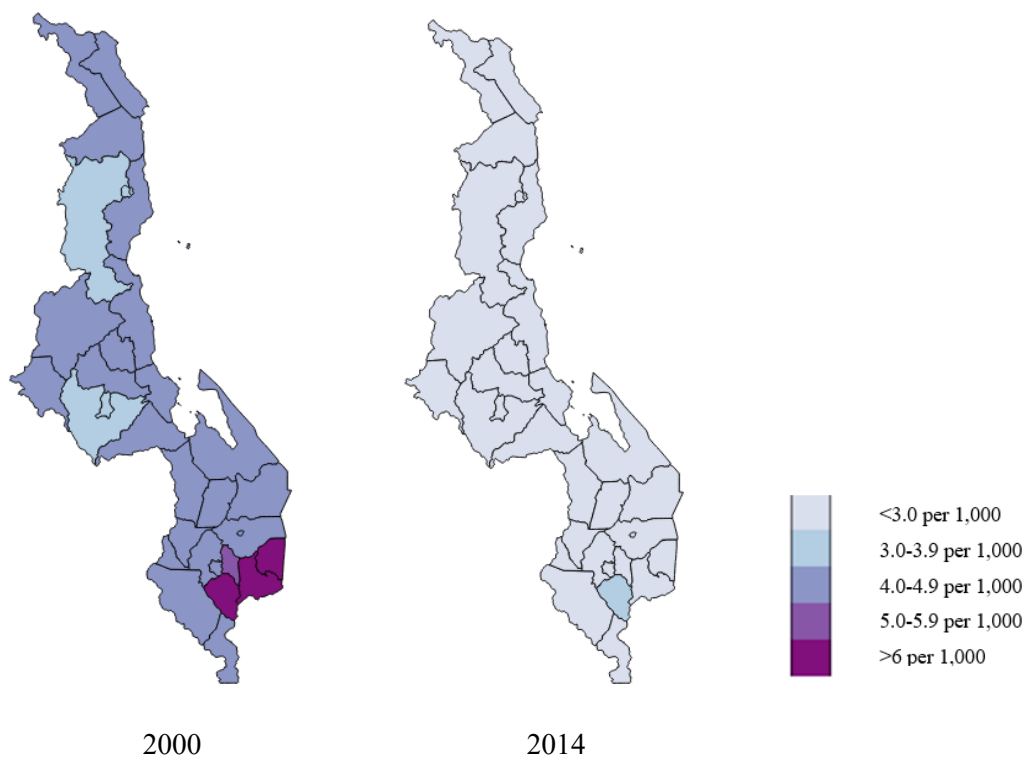 <3.0 per 1,000
3.0-3.9 per 1,000
4.0-4.9 per 1,000
5.0-5.9 per 1,000
>6 per 1,000
2000
2014